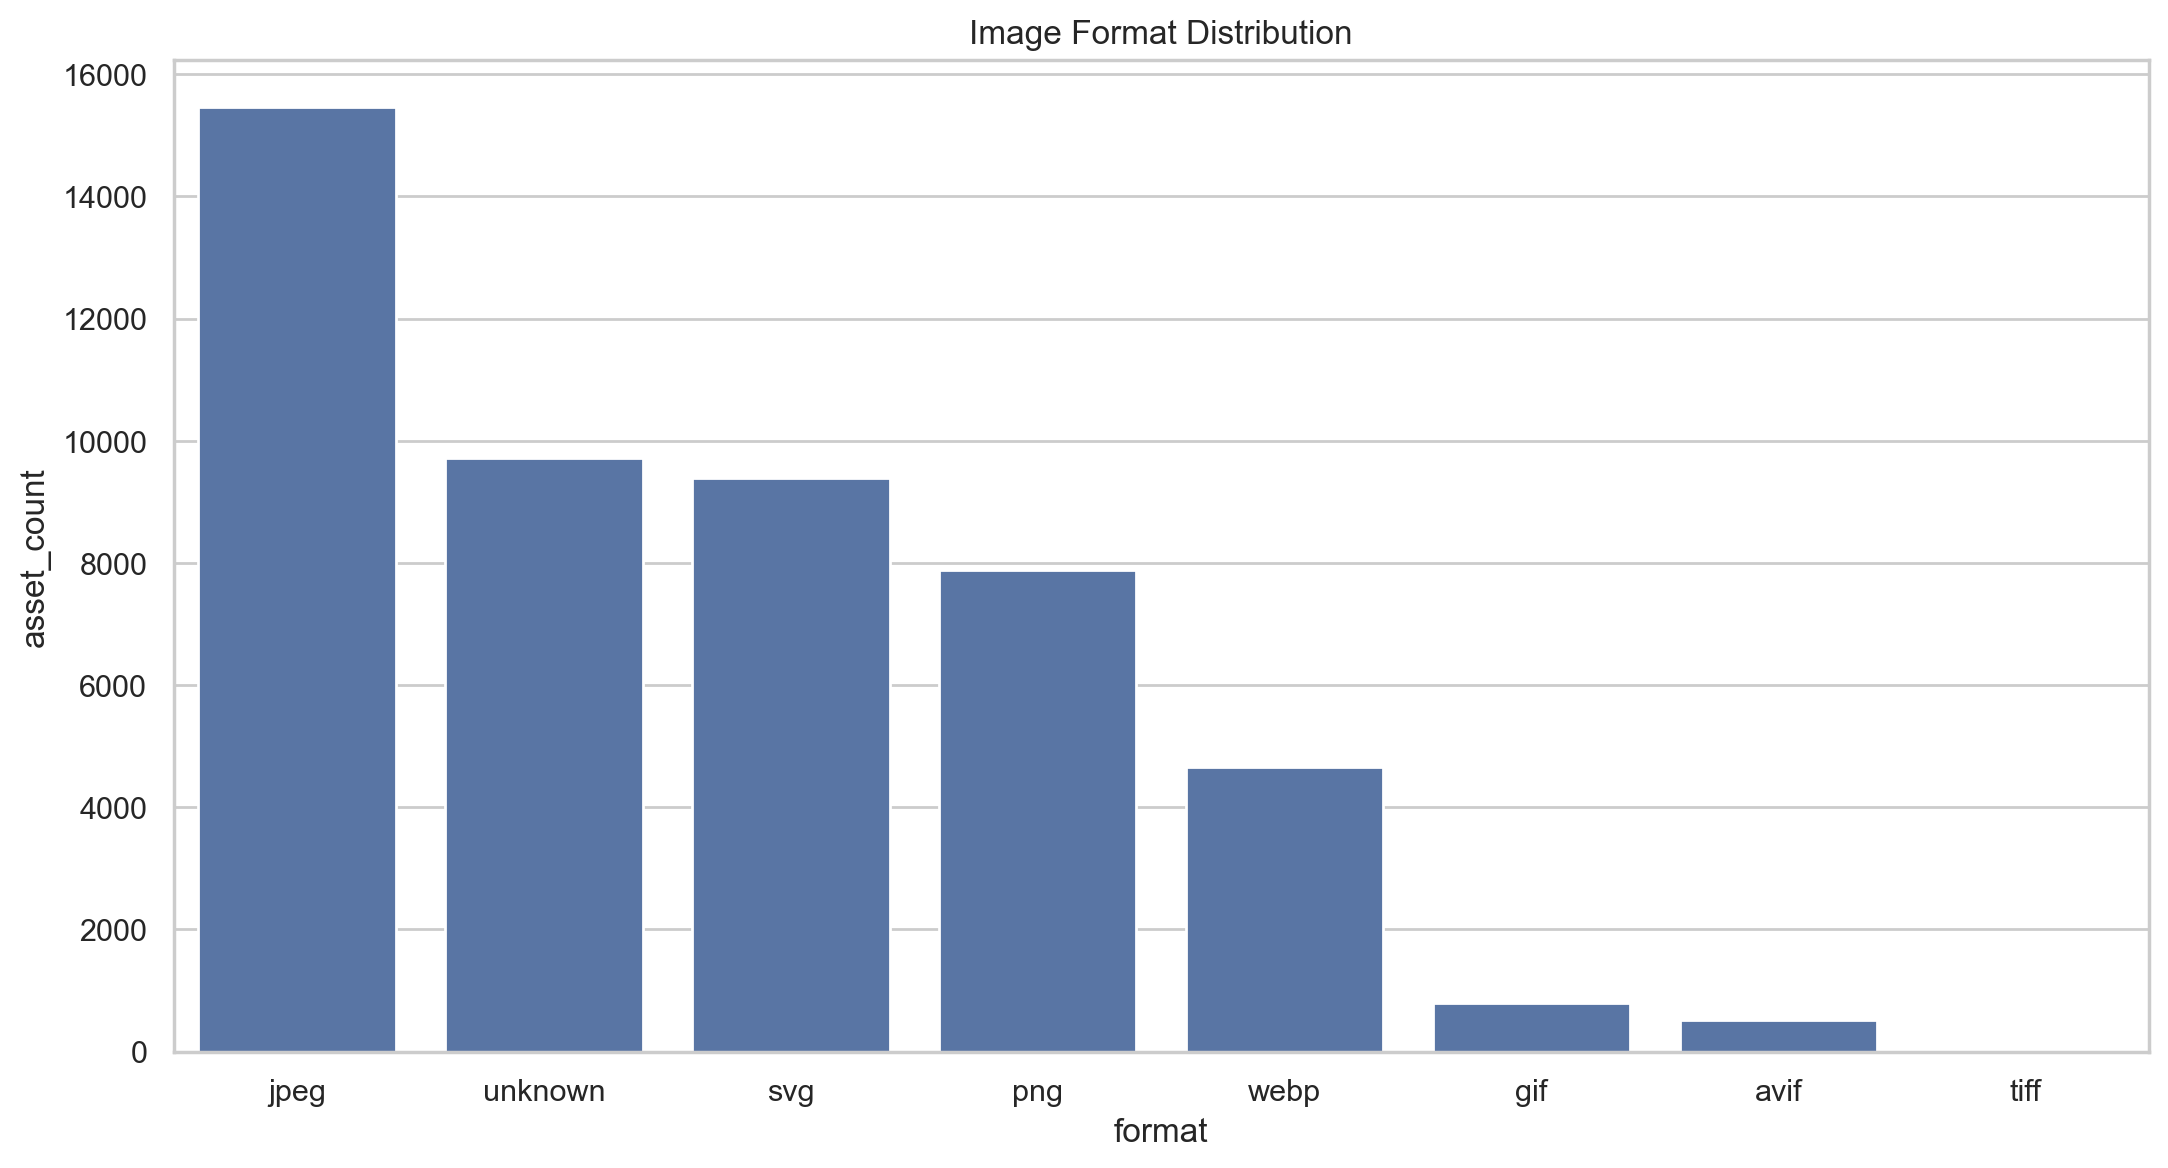 Image Format Distribution
16000
14000
12000
10000
8000
6000
4000
2000
0
asset_count
jpeg unknown svg png webp gif avif tiff
format